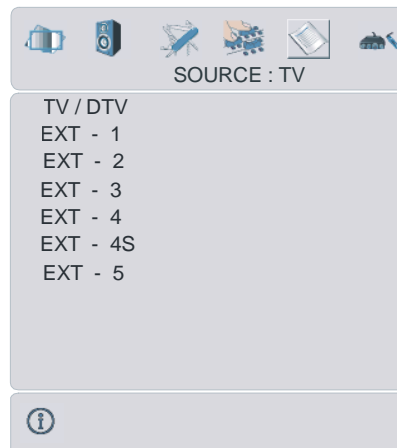 SOURCE : TV
TV / DTV
EXT - 1
EXT - 2
EXT - 3
EXT - 4
EXT - 4S
EXT - 5